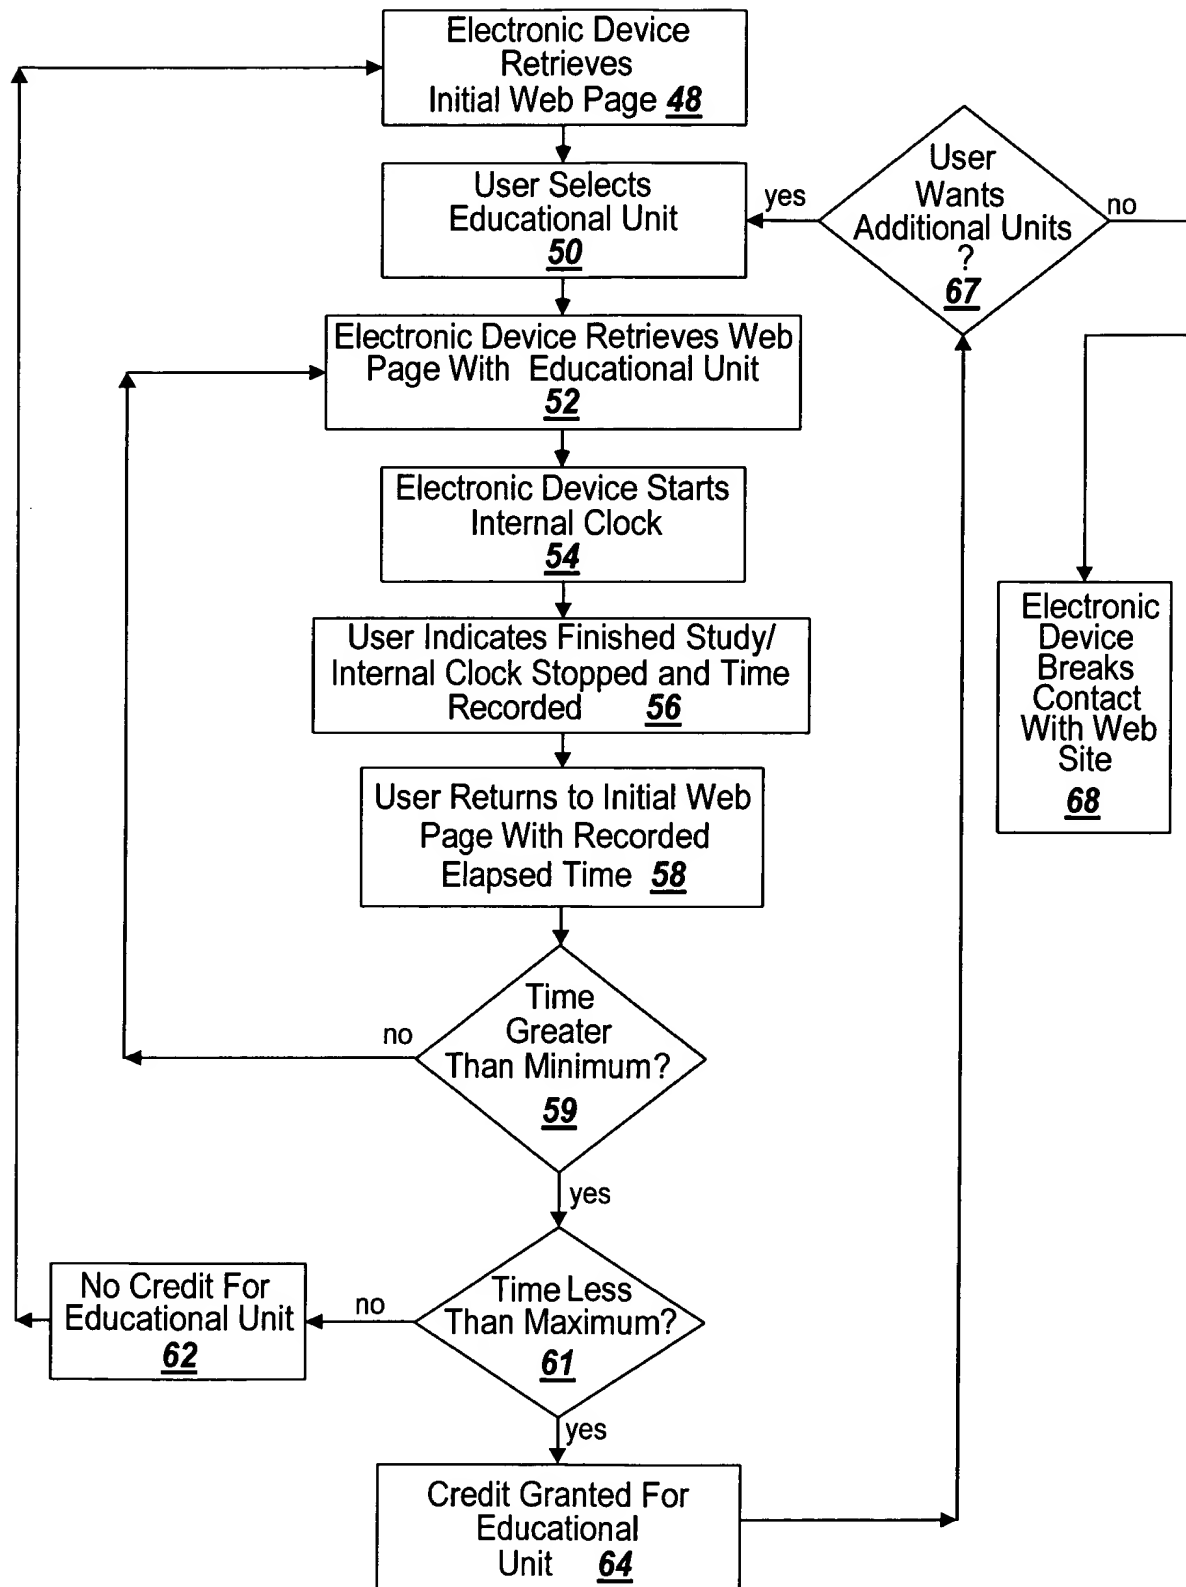 Electronic Device
Retrieves
Initial Web Page 48
User Selects
Educational Unit
50
yes
User
Wants
Additional Units
?
67
no
Electronic Device Retrieves Web
Page With Educational Unit
52
Electronic Device Starts
Internal Clock
54
User Indicates Finished Study/
Internal Clock Stopped and Time
Recorded 56
Electronic
Device
Breaks
Contact
With Web
Site
68
User Returns to Initial Web
Page With Recorded
Elapsed Time 58
Time
Greater
Than Minimum?
59
no
yes
Time Less
Than Maximum?
61
no
No Credit For
Educational Unit
62
yes
Credit Granted For
Educational
Unit 64